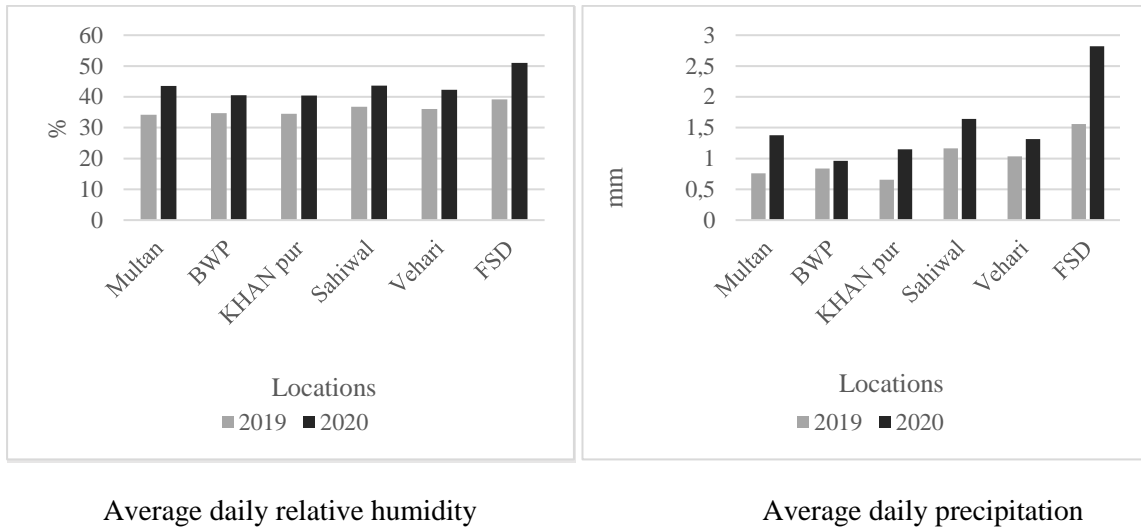 60
50
40
30
20
10
0
%
Multan
BWP
KHAN pur
Sahiwal
Vehari
FSD
Locations
2019 2020
3
2,5
2
1,5
1
0,5
0
mm
Multan
BWP
KHAN pur
Sahiwal
Vehari
FSD
Locations
2019 2020
Average daily relative humidity
Average daily precipitation